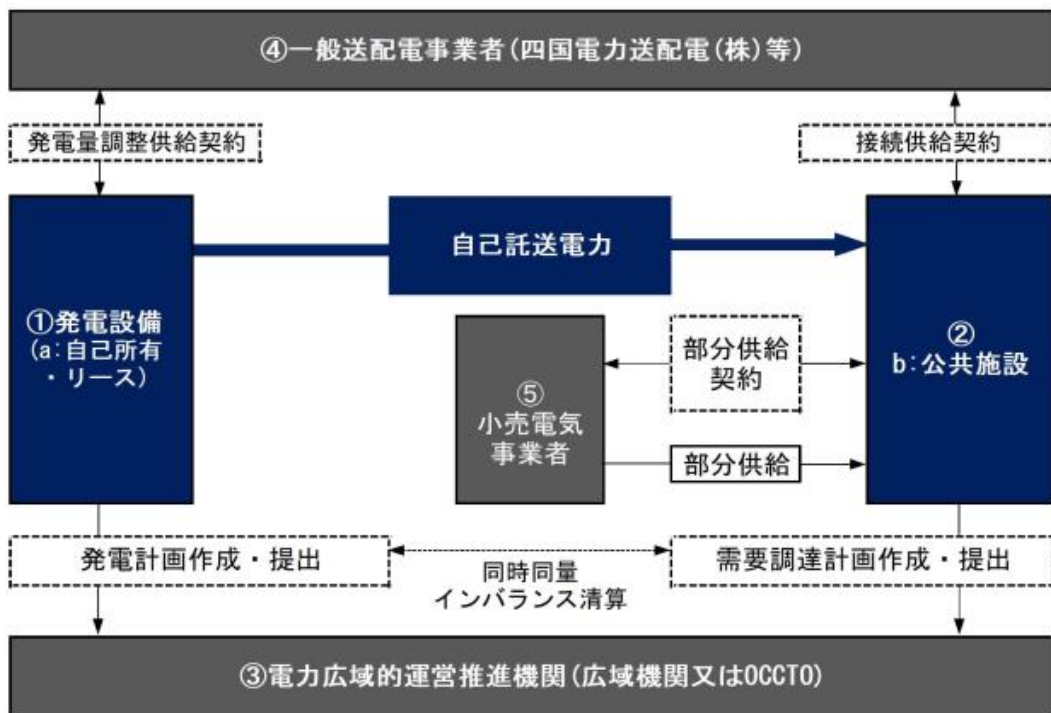 ④一般送配電事業者(四国電力送配電(株)等)
発電量調整供給契約
接続供給契約
自己託送電力
①発電設備
(a:自己所有
・リース)
②
b:公共施設
部分供給
契約
⑤
小売電気
事業者
部分供給
発電計画作成・提出
需要調達計画作成・提出
同時同量
インバランス清算
③電力広域的運営推進機関(広域機関又はOCCTO)